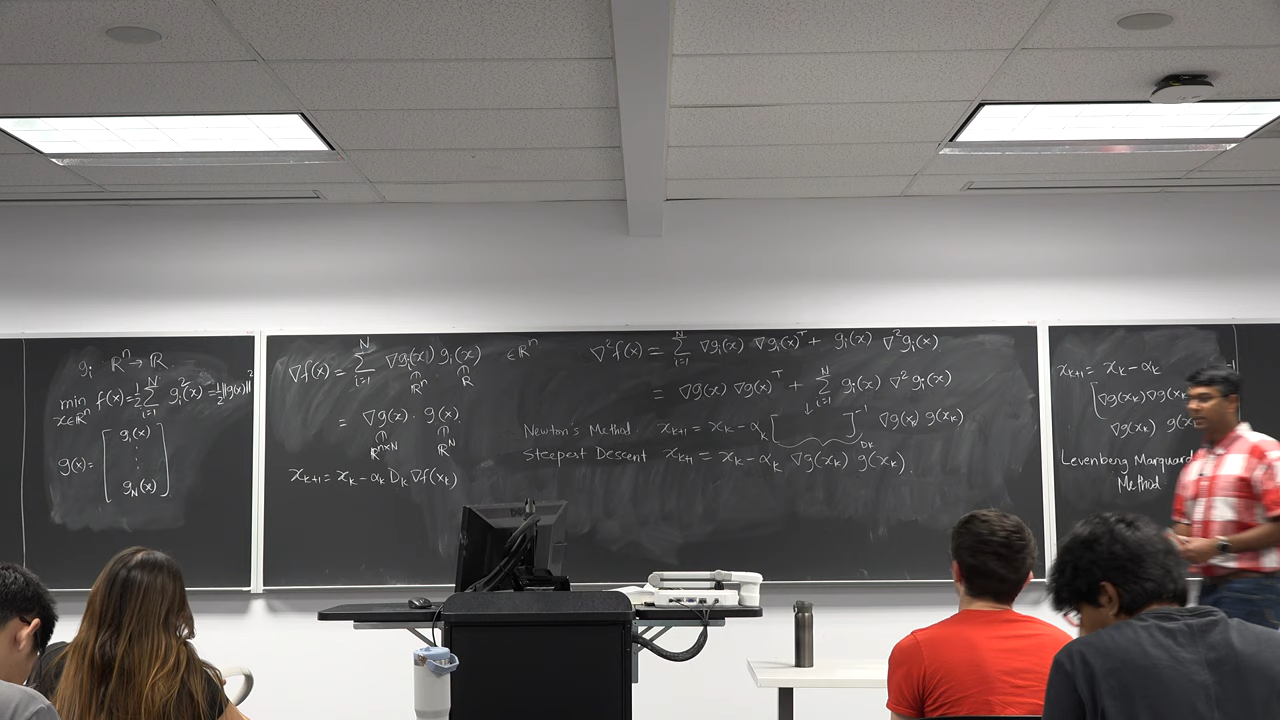 gᵢ ℝⁿ → ℝ
min f(x) = ½ Σᵢ₌₁ᴺ gᵢ²(x) = ½‖g(x)‖²
x∈ℝⁿ
g(x) = [ g₁(x) ⋮ g_N(x) ]
∇f(x) = Σᵢ₌₁ᴺ ∇gᵢ(x) gᵢ(x) ∈ ℝⁿ
ℝⁿ ℝ
= ∇g(x) · g(x)
ℝⁿˣᴺ ℝᴺ
x_{k+1} = x_k − α_k D_k ∇f(x_k)
∇²f(x) = Σᵢ₌₁ᴺ ∇gᵢ(x) ∇gᵢ(x)ᵀ + gᵢ(x) ∇²gᵢ(x)
= ∇g(x) ∇g(x)ᵀ + Σᵢ₌₁ᴺ gᵢ(x) ∇²gᵢ(x)
Newton's Method. x_{k+1} = x_k − α_k [ ]⁻¹ ∇g(x_k) g(x_k)
D_k
Steepest Descent x_{k+1} = x_k − α_k ∇g(x_k) g(x_k).
x_{k+1} = x_k − α_k
[ ∇g(x_k) ∇g(x_k −1
∇g(x_k) g(x
Levenberg Marquard
Method.